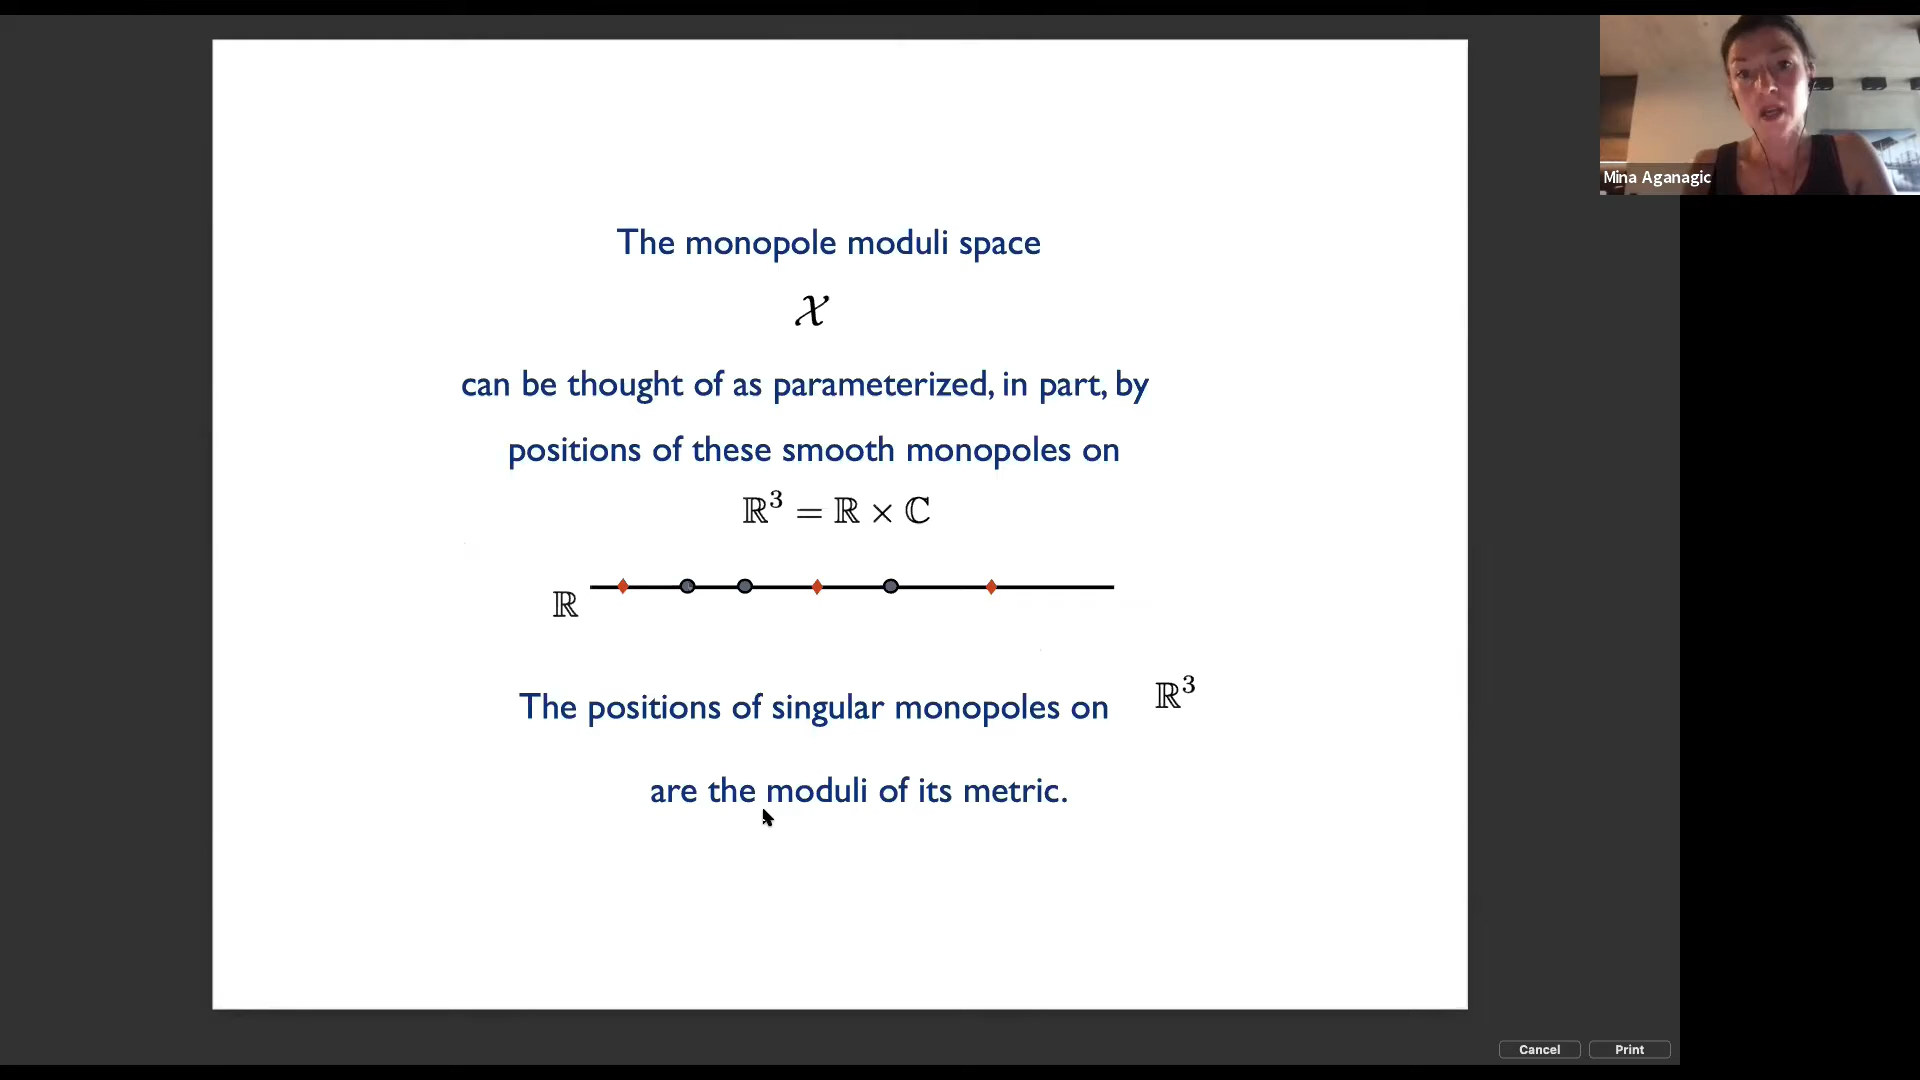 Mina Aganagic
The monopole moduli space
𝒳
can be thought of as parameterized, in part, by
positions of these smooth monopoles on
ℝ³ = ℝ × ℂ
ℝ
The positions of singular monopoles on ℝ³
are the moduli of its metric.
Cancel Print